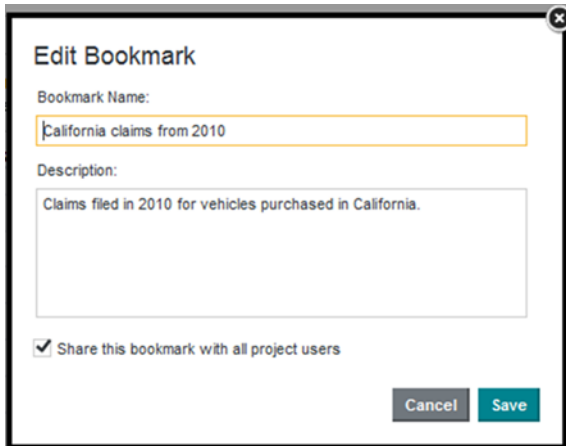 Edit Bookmark
Bookmark Name:
California claims from 2010
Description:
Claims filed in 2010 for vehicles purchased in California.
Share this bookmark with all project users
Cancel Save